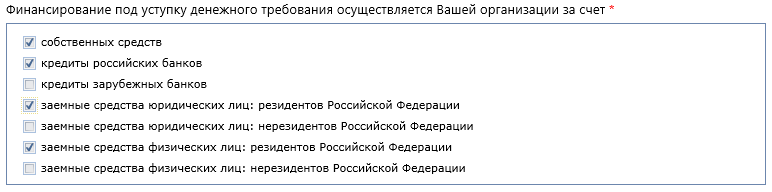 Финансирование под уступку денежного требования осуществляется Вашей организации за счет *
собственных средств
кредиты российских банков
кредиты зарубежных банков
заемные средства юридических лиц: резидентов Российской Федерации
заемные средства юридических лиц: нерезидентов Российской Федерации
заемные средства физических лиц: резидентов Российской Федерации
заемные средства физических лиц: нерезидентов Российской Федерации